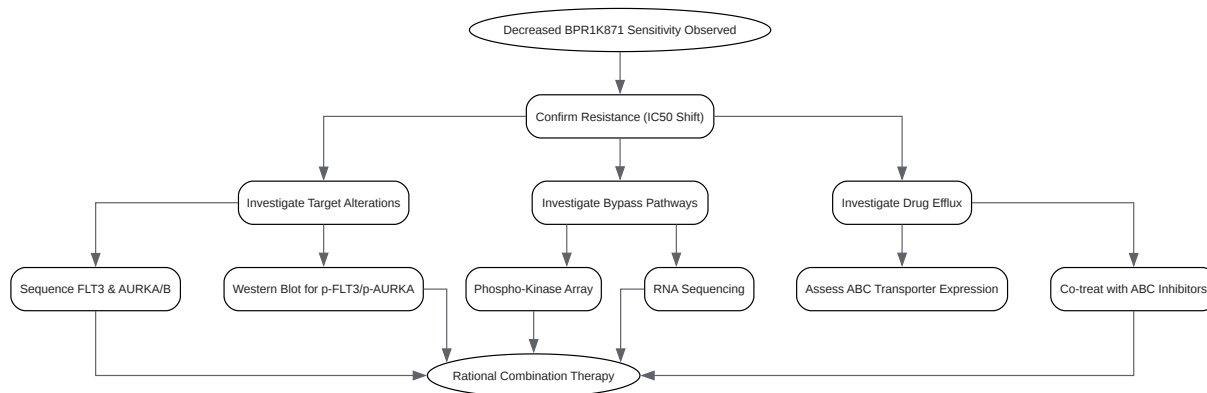 Decreased BPR1K871 Sensitivity Observed
Confirm Resistance (IC50 Shift)
Investigate Target Alterations
Investigate Bypass Pathways
Investigate Drug Efflux
Sequence FLT3 & AURKA/B
Western Blot for p-FLT3/p-AURKA
Phospho-Kinase Array
RNA Sequencing
Assess ABC Transporter Expression
Co-treat with ABC Inhibitors
Rational Combination Therapy